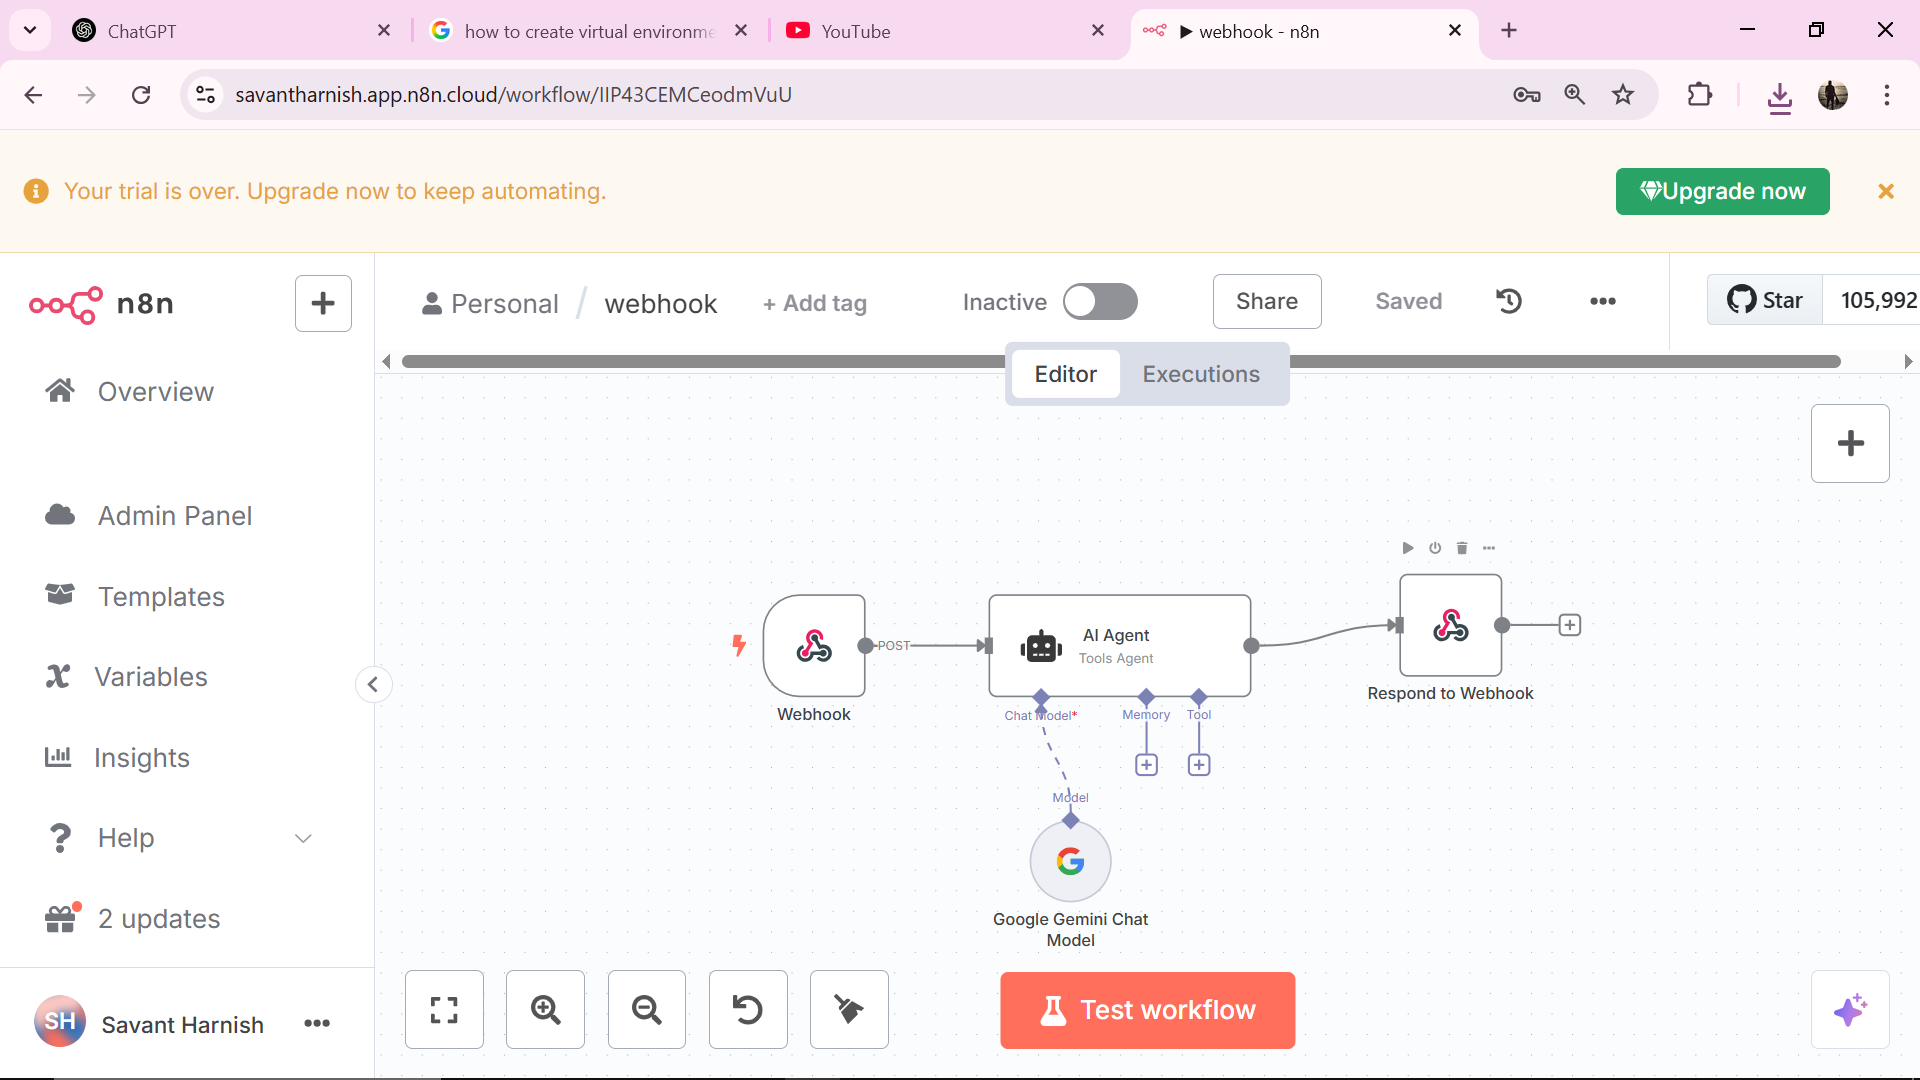 ChatGPT
how to create virtual environme
YouTube
▶ webhook - n8n
savantharnish.app.n8n.cloud/workflow/IIP43CEMCeodmVuU
Your trial is over. Upgrade now to keep automating.
Upgrade now
n8n
Personal / webhook
+ Add tag
Inactive
Share
Saved
Star
105,992
Editor
Executions
Overview
Admin Panel
Templates
Variables
Insights
Help
2 updates
SH
Savant Harnish
POST
Webhook
AI Agent
Tools Agent
Chat Model*
Memory
Tool
Respond to Webhook
Model
Google Gemini Chat
Model
Test workflow